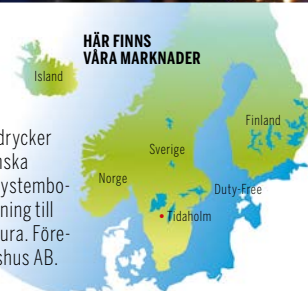 HÄR FINNS
VÅRA MARKNADER
Island
Finland
Sverige
Norge
Duty-Free
Tidaholm
drycker
nska
ystembo-
ning till
ura. Före-
shus AB.